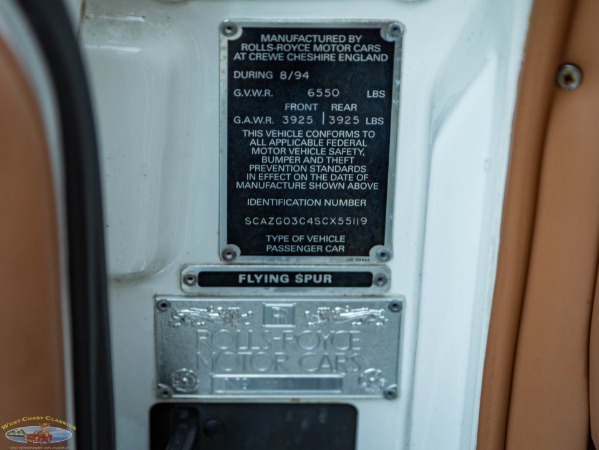 MANUFACTURED BY
ROLLS-ROYCE MOTOR CARS
AT CREWE CHESHIRE ENGLAND
DURING 8/94
G.V.W.R. 6550 LBS
FRONT REAR
G.A.W.R. 3925 | 3925 LBS
THIS VEHICLE CONFORMS TO
ALL APPLICABLE FEDERAL
MOTOR VEHICLE SAFETY,
BUMPER AND THEFT
PREVENTION STANDARDS
IN EFFECT ON THE DATE OF
MANUFACTURE SHOWN ABOVE
IDENTIFICATION NUMBER
SCAZG03C4SCX55119
TYPE OF VEHICLE
PASSENGER CAR
FLYING SPUR
ROLLS-ROYCE
MOTOR CARS
WEST COAST CLASSICS